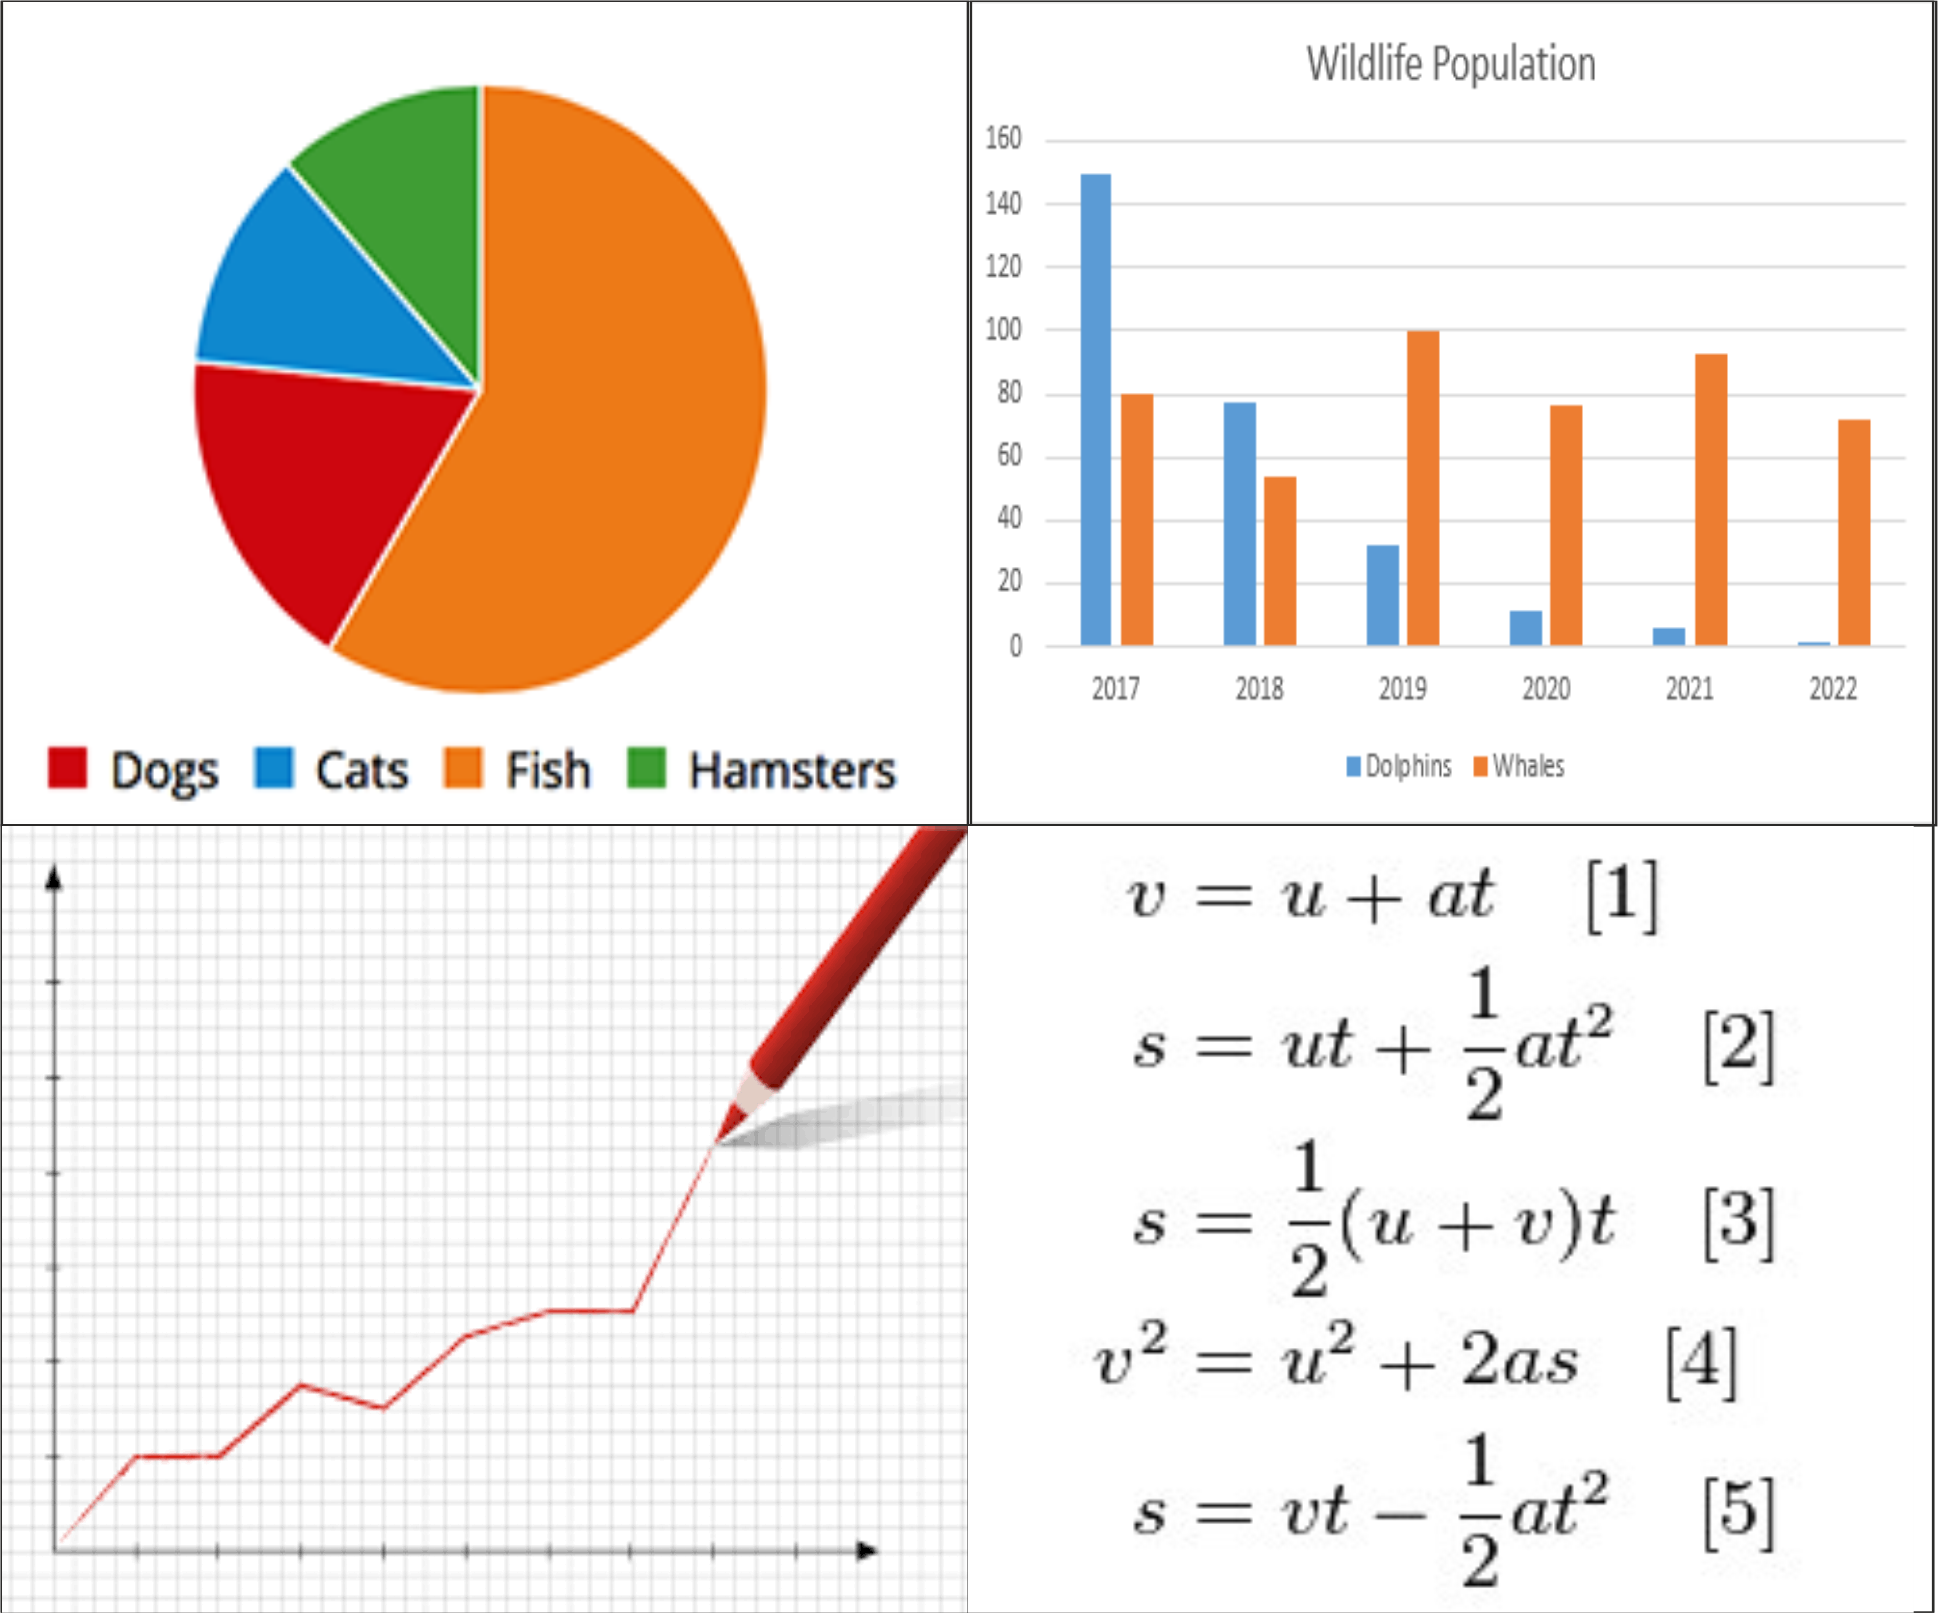 Dogs Cats Fish Hamsters
Wildlife Population
160
140
120
100
80
60
40
20
0
2017 2018 2019 2020 2021 2022
Dolphins Whales
v = u + at [1]
s = ut + \frac{1}{2}at^2 [2]
s = \frac{1}{2}(u + v)t [3]
v^2 = u^2 + 2as [4]
s = vt − \frac{1}{2}at^2 [5]